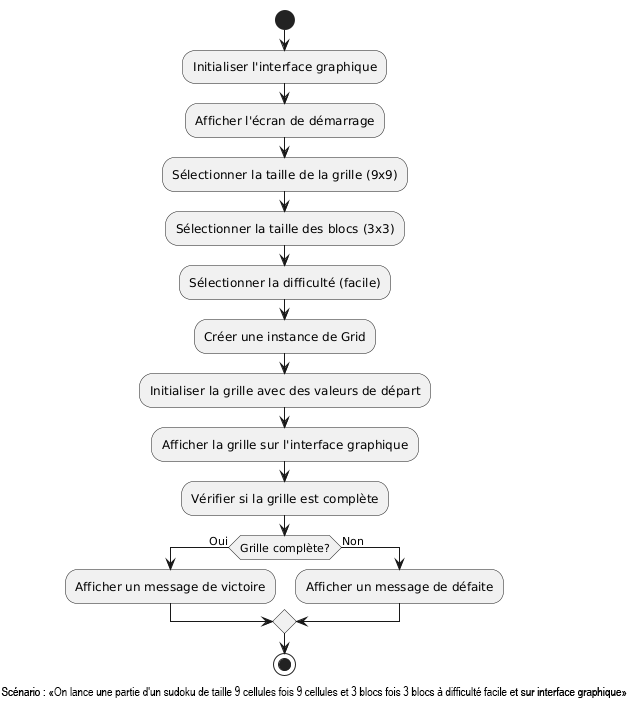 Initialiser l'interface graphique
Afficher l'écran de démarrage
Sélectionner la taille de la grille (9x9)
Sélectionner la taille des blocs (3x3)
Sélectionner la difficulté (facile)
Créer une instance de Grid
Initialiser la grille avec des valeurs de départ
Afficher la grille sur l'interface graphique
Vérifier si la grille est complète
Oui
Grille complète?
Non
Afficher un message de victoire
Afficher un message de défaite
Scénario : «On lance une partie d'un sudoku de taille 9 cellules fois 9 cellules et 3 blocs fois 3 blocs à difficulté facile et sur interface graphique»